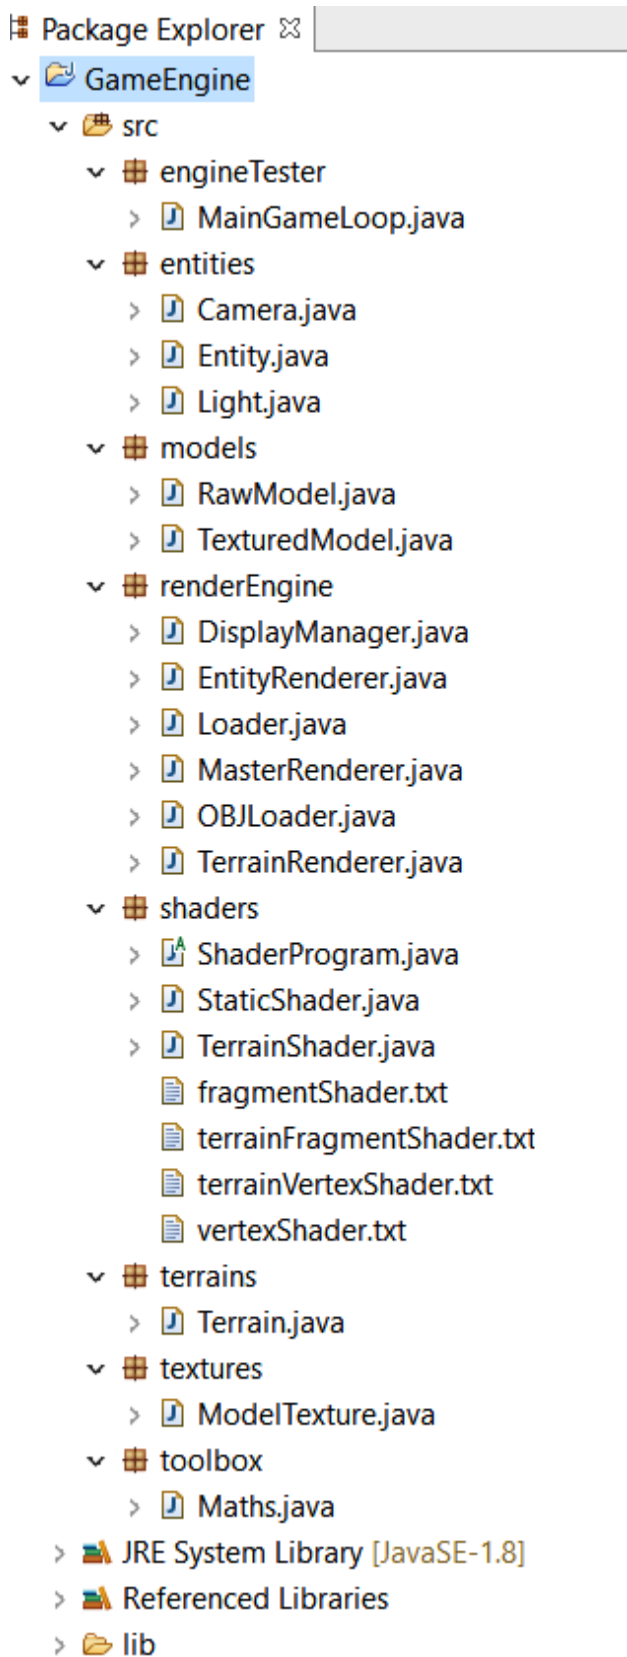 Package Explorer
GameEngine
src
engineTester
MainGameLoop.java
entities
Camera.java
Entity.java
Light.java
models
RawModel.java
TexturedModel.java
renderEngine
DisplayManager.java
EntityRenderer.java
Loader.java
MasterRenderer.java
OBJLoader.java
TerrainRenderer.java
shaders
ShaderProgram.java
StaticShader.java
TerrainShader.java
fragmentShader.txt
terrainFragmentShader.txt
terrainVertexShader.txt
vertexShader.txt
terrains
Terrain.java
textures
ModelTexture.java
toolbox
Maths.java
JRE System Library [JavaSE-1.8]
Referenced Libraries
lib